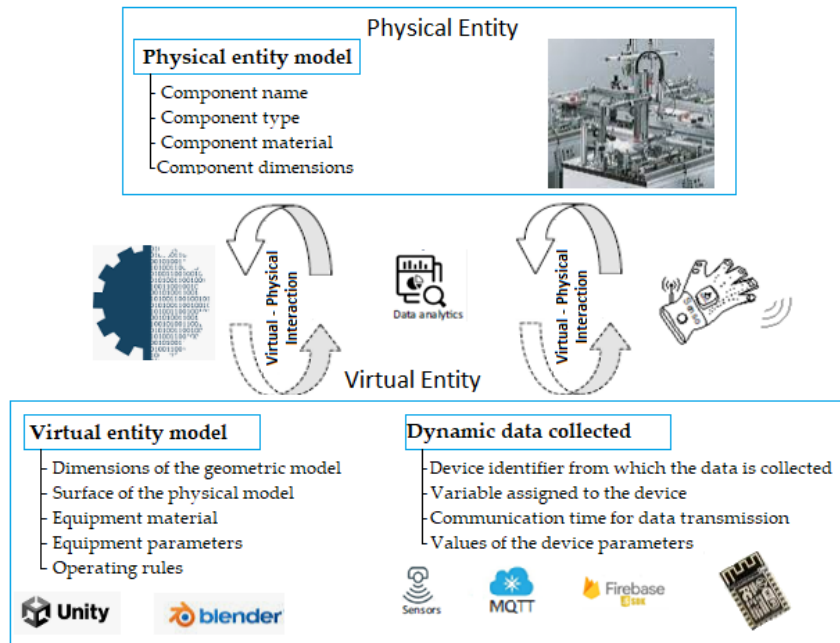 Physical Entity
Physical entity model
- Component name
- Component type
- Component material
-Component dimensions
Virtual - Physical
Interaction
Data analytics
Virtual - Physical
Interaction
Virtual Entity
Virtual entity model
- Dimensions of the geometric model
- Surface of the physical model
- Equipment material
- Equipment parameters
- Operating rules
Unity
blender
Dynamic data collected
-Device identifier from which the data is collected
- Variable assigned to the device
- Communication time for data transmission
- Values of the device parameters
Sensors
MQTT
Firebase
SDK